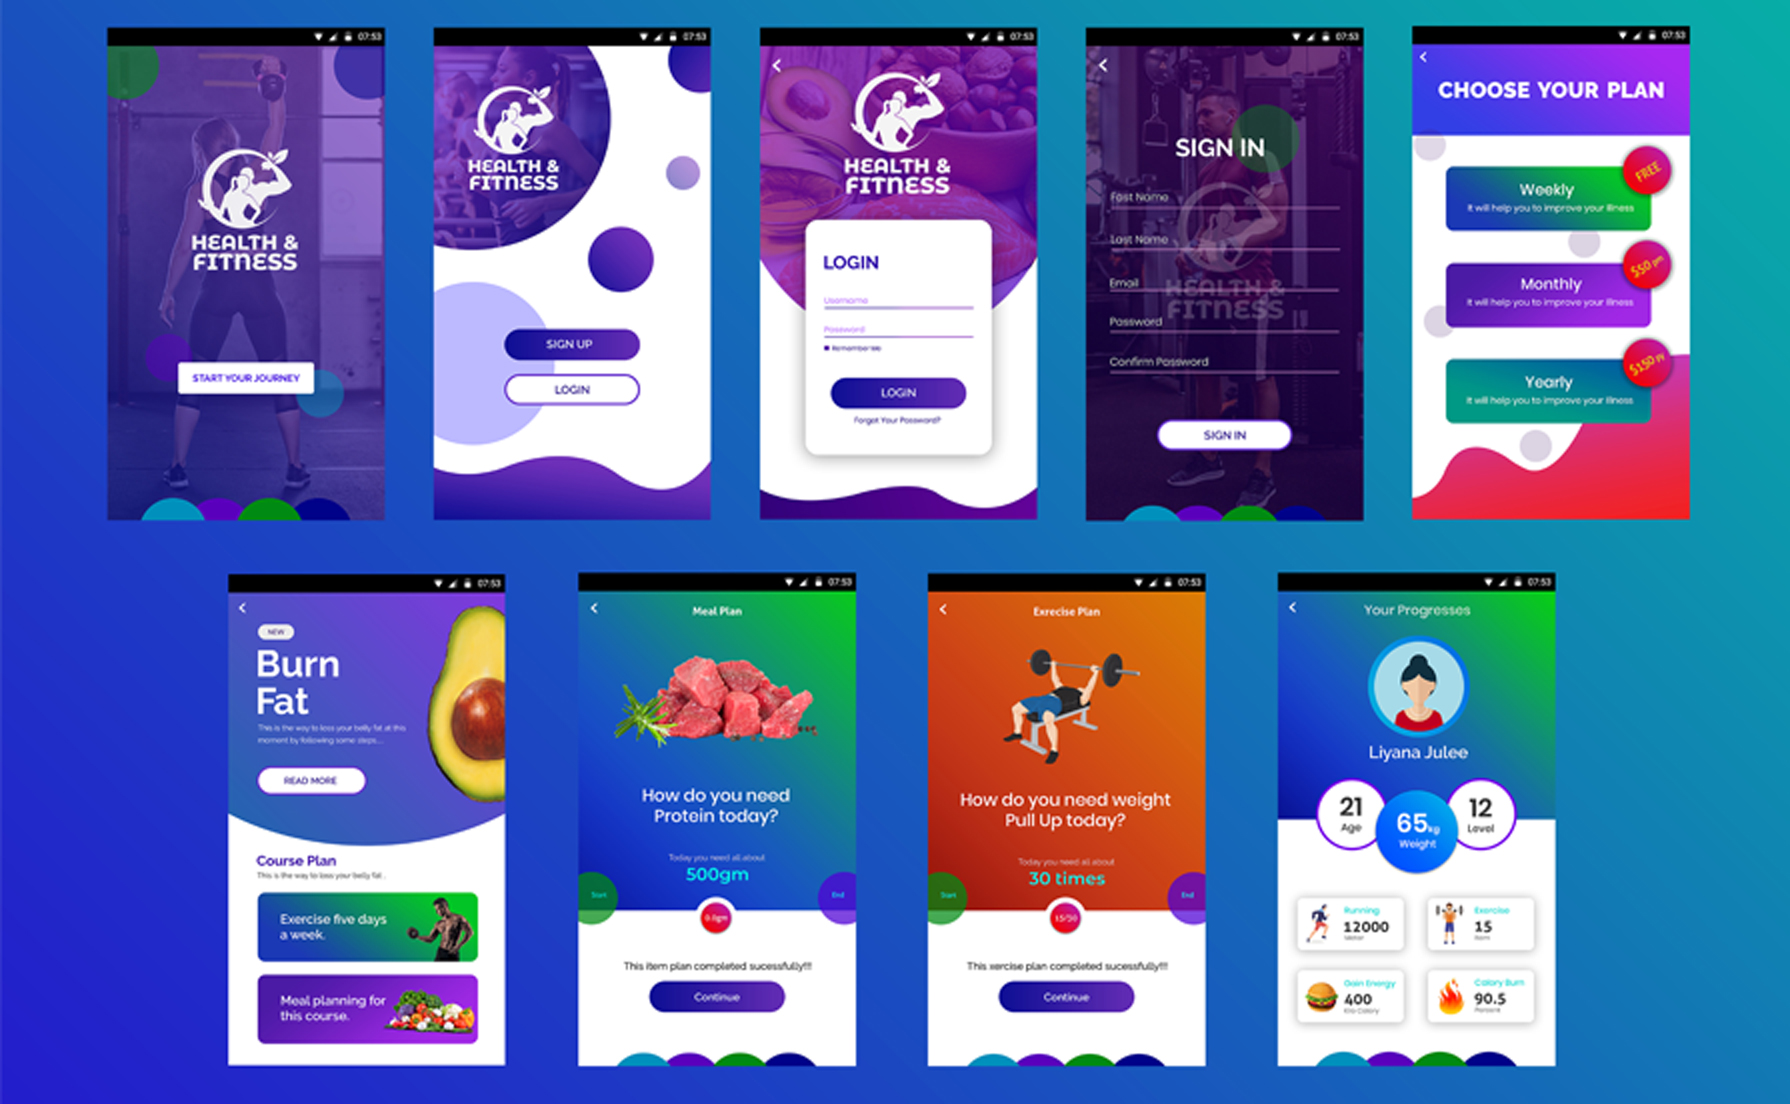 07:53
HEALTH &
FITNESS
START YOUR JOURNEY
07:53
HEALTH &
FITNESS
SIGN UP
LOGIN
07:53
HEALTH &
FITNESS
LOGIN
Username
Password
Remember Me
LOGIN
Forgot Your Password?
07:53
SIGN IN
Last Name
Email
HEALTH &
FITNESS
Password
Confirm Password
SIGN IN
07:53
CHOOSE YOUR PLAN
FREE
Weekly
It will help you to improve your illness
$50 pm
Monthly
It will help you to improve your illness
$150 py
Yearly
It will help you to improve your illness
07:53
NEW
Burn
Fat
This is the way to loss your belly fat at this
moment by following some steps....
READ MORE
Course Plan
This is the way to loss your belly fat .
Exercise five days
a week.
Meal planning for
this course.
07:53
Meal Plan
How do you need
Protein today?
Today you need all about
500gm
Start
End
0.0gm
This item plan completed sucessfully!!!
Continue
07:53
Exrecise Plan
How do you need weight
Pull Up today?
Today you need all about
30 times
Start
End
15/30
This xercise plan completed sucessfully!!!
Continue
07:53
Your Progresses
Liyana Julee
21
Age
65kg
Weight
12
Level
Running
12000
Exercise
15
Gain Energy
400
Kilo Calory
Calory Burn
90.5